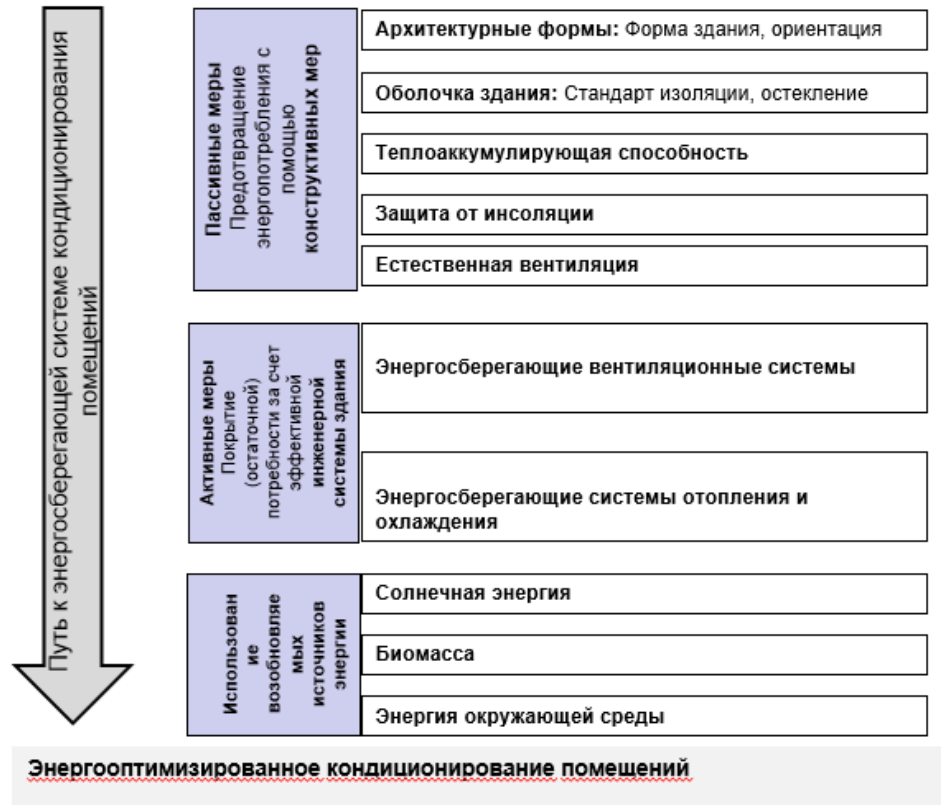 Путь к энергосберегающей системе кондиционирования
помещений
Пассивные меры
Предотвращение
энергопотребления с
помощью
конструктивных мер
Архитектурные формы: Форма здания, ориентация
Оболочка здания: Стандарт изоляции, остекление
Теплоаккумулирующая способность
Защита от инсоляции
Естественная вентиляция
Активные меры
Покрытие
(остаточной)
потребности за счет
эффективной
инженерной
системы здания
Энергосберегающие вентиляционные системы
Энергосберегающие системы отопления и
охлаждения
Использован
ие
возобновляе
мых
источников
энергии
Солнечная энергия
Биомасса
Энергия окружающей среды
Энергооптимизированное кондиционирование помещений